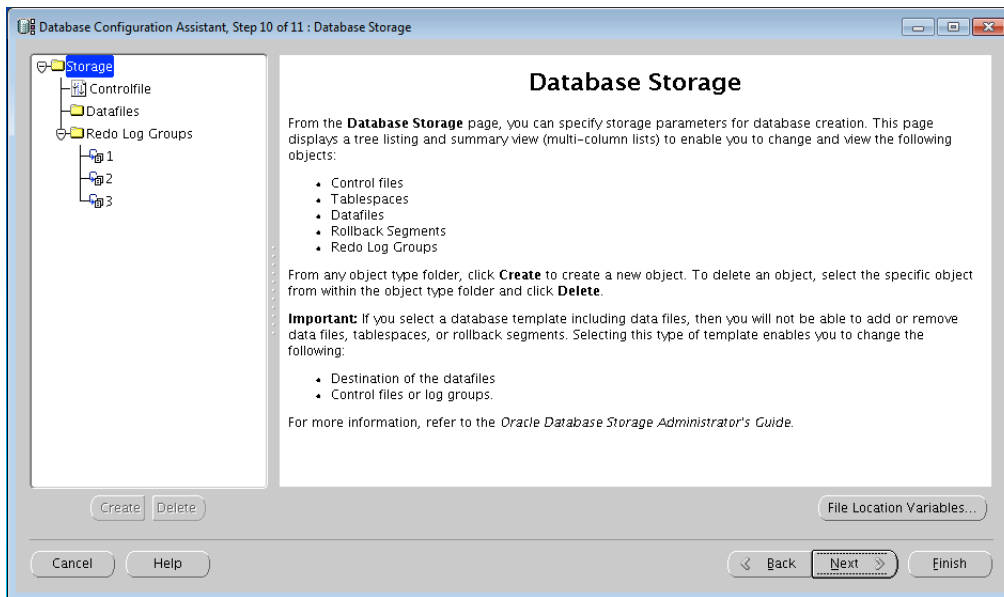 Database Configuration Assistant, Step 10 of 11 : Database Storage
Storage
Controlfile
Datafiles
Redo Log Groups
1
2
3
Database Storage
From the Database Storage page, you can specify storage parameters for database creation. This page
displays a tree listing and summary view (multi-column lists) to enable you to change and view the following
objects:
• Control files
• Tablespaces
• Datafiles
• Rollback Segments
• Redo Log Groups
From any object type folder, click Create to create a new object. To delete an object, select the specific object
from within the object type folder and click Delete.
Important: If you select a database template including data files, then you will not be able to add or remove
data files, tablespaces, or rollback segments. Selecting this type of template enables you to change the
following:
• Destination of the datafiles
• Control files or log groups.
For more information, refer to the Oracle Database Storage Administrator's Guide.
Create Delete
File Location Variables...
Cancel Help Back Next Finish